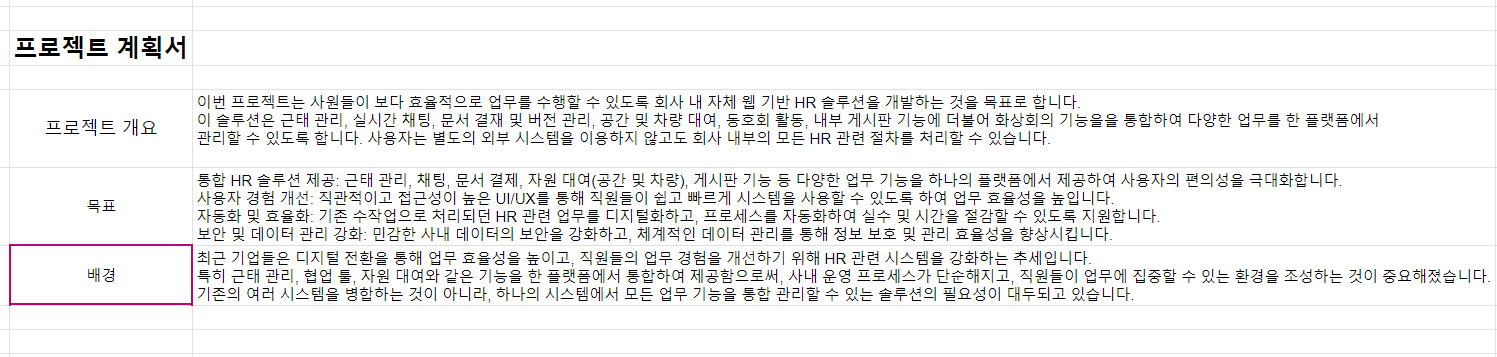 프로젝트 계획서
프로젝트 개요
이번 프로젝트는 사원들이 보다 효율적으로 업무를 수행할 수 있도록 회사 내 자체 웹 기반 HR 솔루션을 개발하는 것을 목표로 합니다.
이 솔루션은 근태 관리, 실시간 채팅, 문서 결재 및 버전 관리, 공간 및 차량 대여, 동호회 활동, 내부 게시판 기능에 더불어 화상회의 기능을을 통합하여 다양한 업무를 한 플랫폼에서
관리할 수 있도록 합니다. 사용자는 별도의 외부 시스템을 이용하지 않고도 회사 내부의 모든 HR 관련 절차를 처리할 수 있습니다.
목표
통합 HR 솔루션 제공: 근태 관리, 채팅, 문서 결제, 자원 대여(공간 및 차량), 게시판 기능 등 다양한 업무 기능을 하나의 플랫폼에서 제공하여 사용자의 편의성을 극대화합니다.
사용자 경험 개선: 직관적이고 접근성이 높은 UI/UX를 통해 직원들이 쉽고 빠르게 시스템을 사용할 수 있도록 하여 업무 효율성을 높입니다.
자동화 및 효율화: 기존 수작업으로 처리되던 HR 관련 업무를 디지털화하고, 프로세스를 자동화하여 실수 및 시간을 절감할 수 있도록 지원합니다.
보안 및 데이터 관리 강화: 민감한 사내 데이터의 보안을 강화하고, 체계적인 데이터 관리를 통해 정보 보호 및 관리 효율성을 향상시킵니다.
배경
최근 기업들은 디지털 전환을 통해 업무 효율성을 높이고, 직원들의 업무 경험을 개선하기 위해 HR 관련 시스템을 강화하는 추세입니다.
특히 근태 관리, 협업 툴, 자원 대여와 같은 기능을 한 플랫폼에서 통합하여 제공함으로써, 사내 운영 프로세스가 단순해지고, 직원들이 업무에 집중할 수 있는 환경을 조성하는 것이 중요해졌습니다.
기존의 여러 시스템을 병합하는 것이 아니라, 하나의 시스템에서 모든 업무 기능을 통합 관리할 수 있는 솔루션의 필요성이 대두되고 있습니다.